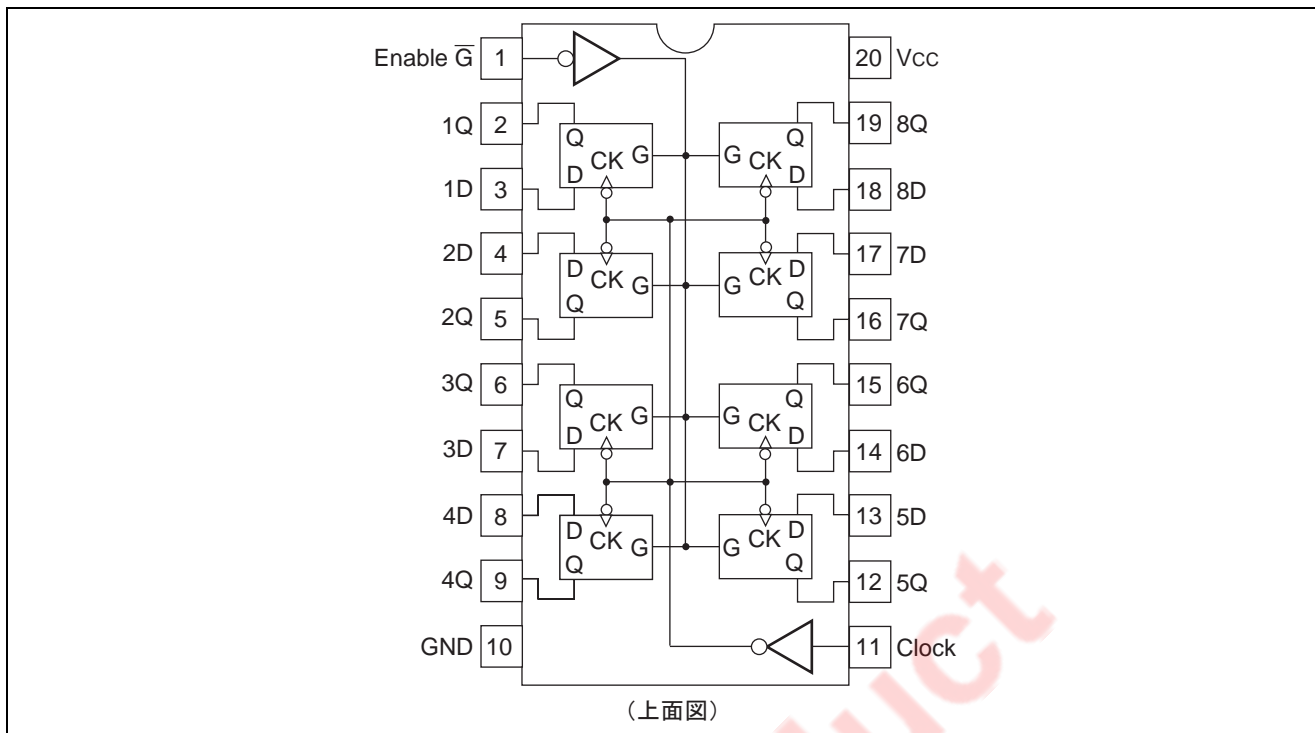 Enable G̅ 1
20 VCC
1Q 2
Q
CK
D
G
G
CK
Q
D
19 8Q
1D 3
18 8D
2D 4
D
CK
Q
G
G
CK
D
Q
17 7D
2Q 5
16 7Q
3Q 6
Q
CK
D
G
G
CK
Q
D
15 6Q
3D 7
14 6D
4D 8
D
CK
Q
G
G
CK
D
Q
13 5D
4Q 9
12 5Q
GND 10
11 Clock
(上面図)